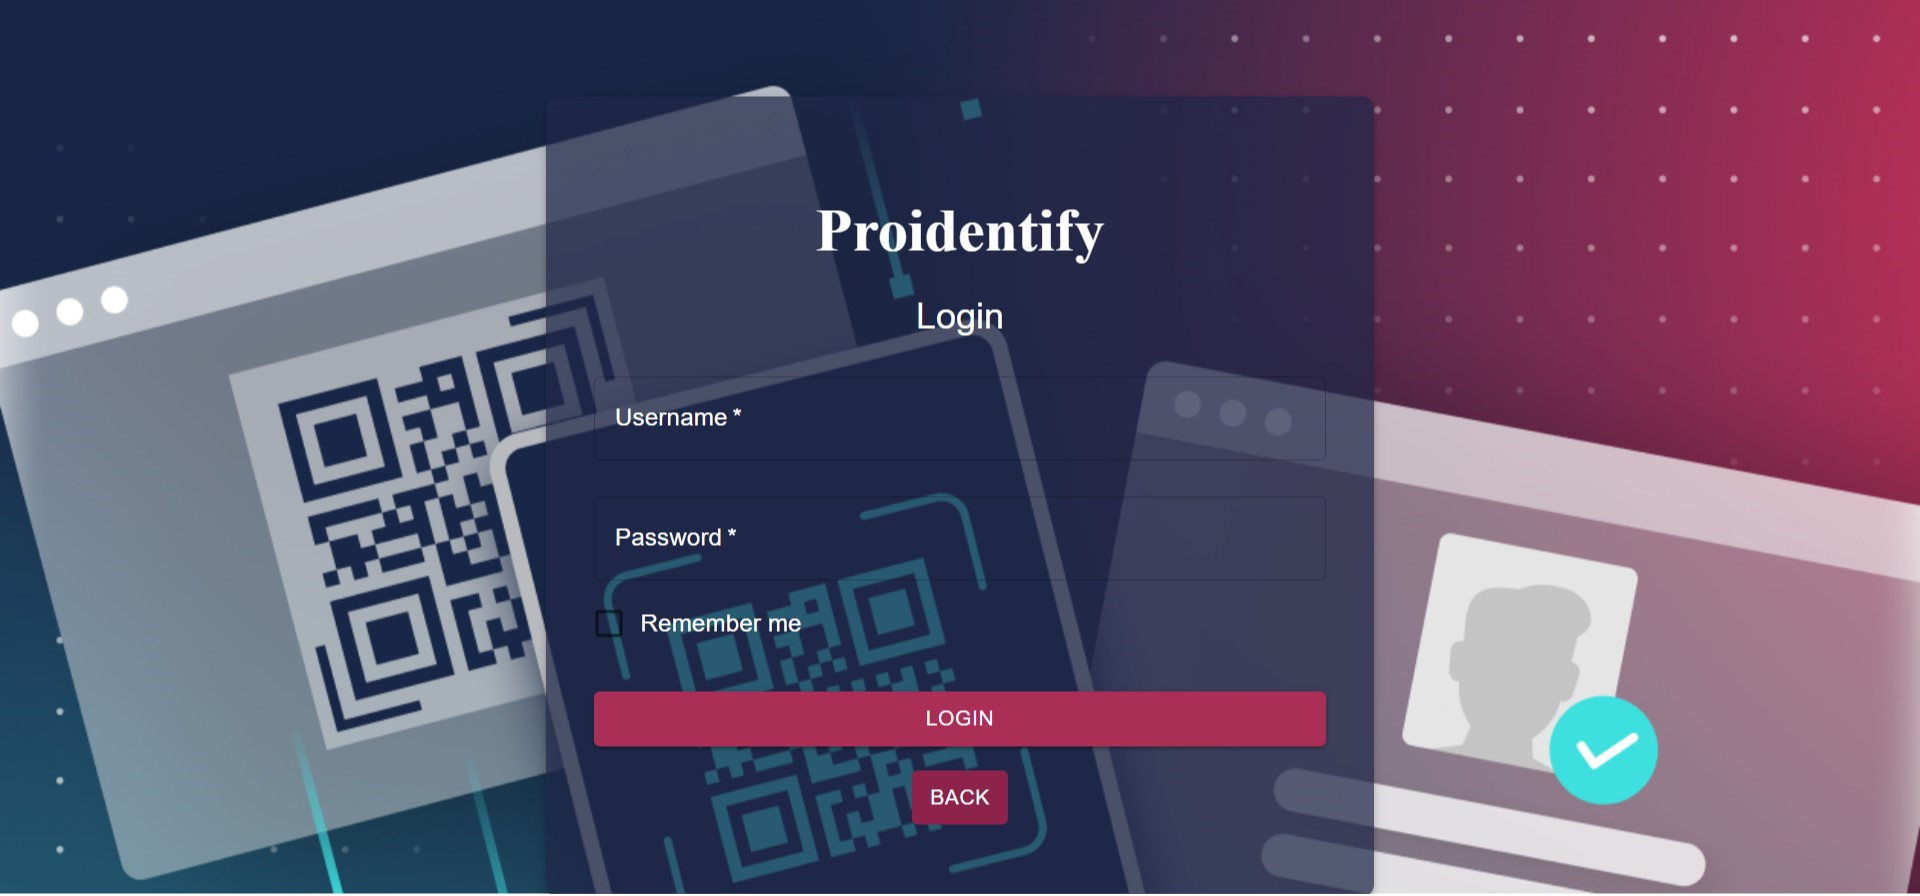 Proidentify
Login
Username *
Password *
Remember me
LOGIN
BACK